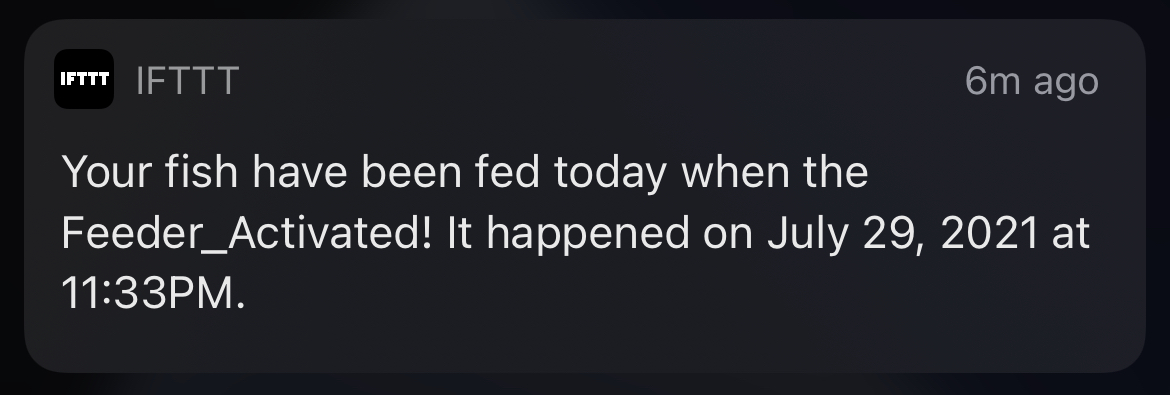 IFTTT IFTTT 6m ago
Your fish have been fed today when the
Feeder_Activated! It happened on July 29, 2021 at
11:33PM.